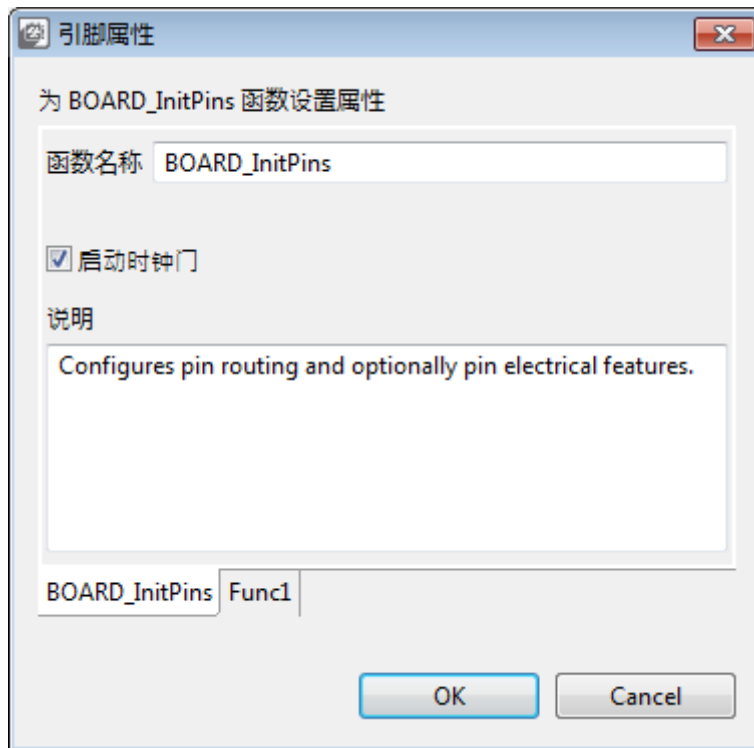 引脚属性
为 BOARD_InitPins 函数设置属性
函数名称 BOARD_InitPins
启动时钟门
说明
Configures pin routing and optionally pin electrical features.
BOARD_InitPins Func1
OK Cancel